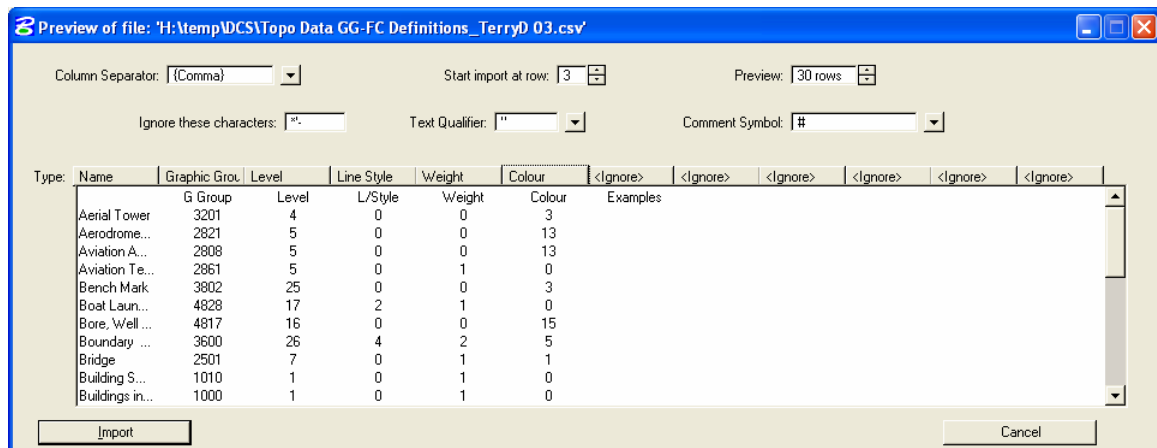 Preview of file: 'H:\temp\DCS\Topo Data GG-FC Definitions_TerryD 03.csv'
Column Separator: {Comma} Start import at row: 3 Preview: 30 rows
Ignore these characters: *'- Text Qualifier: " Comment Symbol: #
Type: Name Graphic Grou Level Line Style Weight Colour <Ignore> <Ignore> <Ignore> <Ignore> <Ignore> <Ignore>
G Group Level L/Style Weight Colour Examples
Aerial Tower 3201 4 0 0 3
Aerodrome... 2821 5 0 0 13
Aviation A... 2808 5 0 0 13
Aviation Te... 2861 5 0 1 0
Bench Mark 3802 25 0 0 3
Boat Laun... 4828 17 2 1 0
Bore, Well ... 4817 16 0 0 15
Boundary ... 3600 26 4 2 5
Bridge 2501 7 0 1 1
Building S... 1010 1 0 1 0
Buildings in... 1000 1 0 1 0
Import Cancel